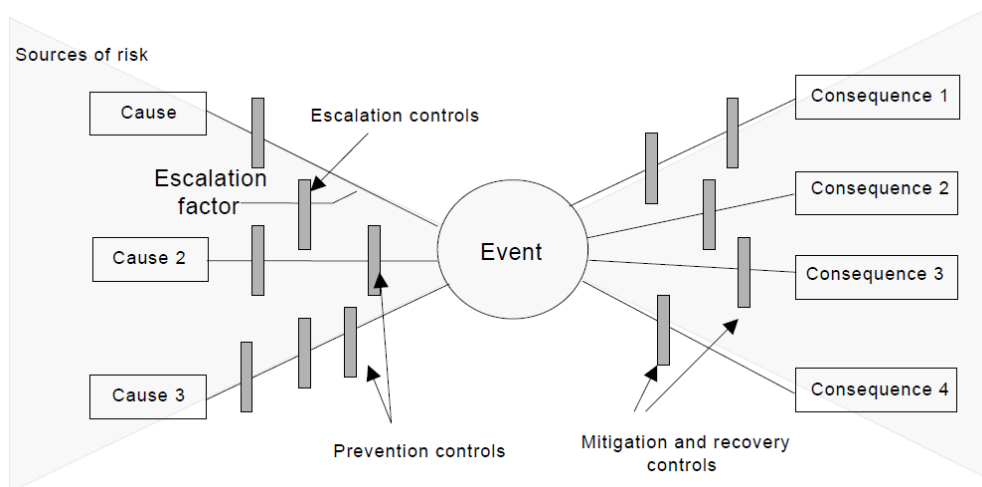 Sources of risk
Cause
Escalation controls
Escalation
factor
Cause 2
Cause 3
Prevention controls
Event
Consequence 1
Consequence 2
Consequence 3
Consequence 4
Mitigation and recovery
controls